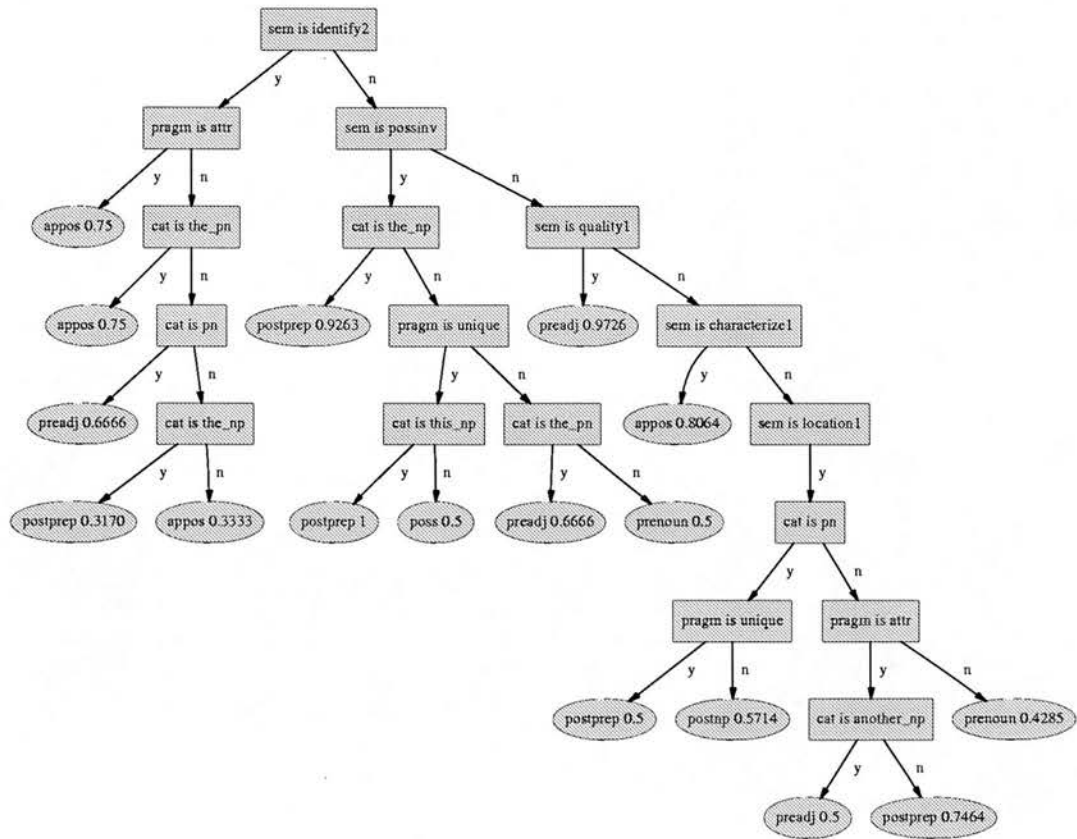 sem is identify2
y
n
pragm is attr
sem is possinv
y
n
y
n
appos 0.75
cat is the_pn
cat is the_np
sem is quality1
y
n
y
n
y
n
appos 0.75
cat is pn
postprep 0.9263
pragm is unique
preadj 0.9726
sem is characterize1
y
n
y
n
y
n
preadj 0.6666
cat is the_np
cat is this_np
cat is the_pn
appos 0.8064
sem is location1
y
n
y
n
y
n
y
postprep 0.3170
appos 0.3333
postprep 1
poss 0.5
preadj 0.6666
prenoun 0.5
cat is pn
y
n
pragm is unique
pragm is attr
y
n
y
n
postprep 0.5
postnp 0.5714
cat is another_np
prenoun 0.4285
y
n
preadj 0.5
postprep 0.7464